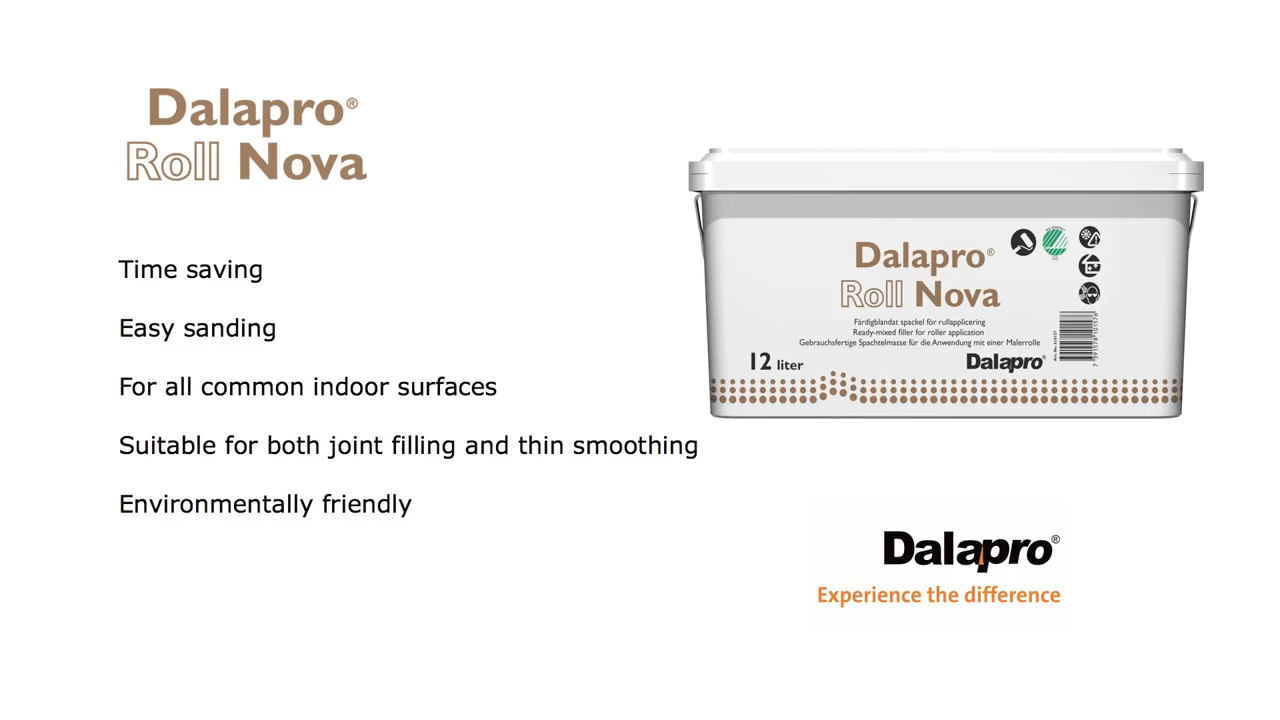 Dalapro®
Roll Nova
Time saving
Easy sanding
For all common indoor surfaces
Suitable for both joint filling and thin smoothing
Environmentally friendly
Dalapro®
Roll Nova
Färdigblandat spackel för rullapplicering
Ready-mixed filler for roller application
Gebrauchsfertige Spachtelmasse für die Anwendung mit einer Malerrolle
12 liter
Dalapro®
Dalapro®
Experience the difference